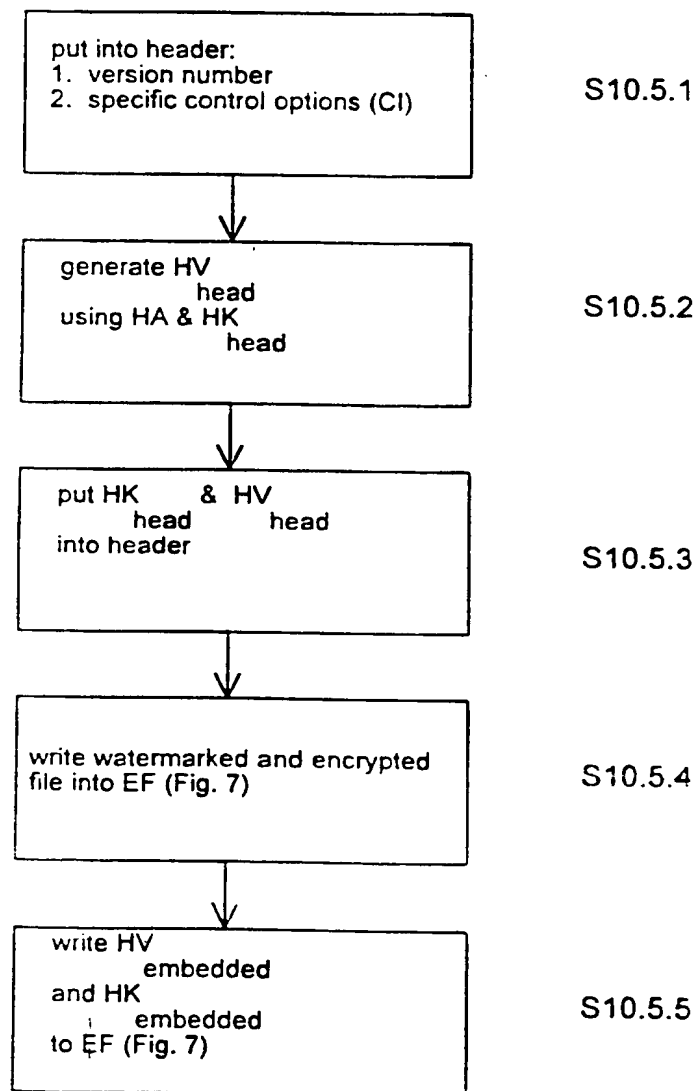 put into header:
1. version number
2. specific control options (CI)
S10.5.1
generate HV
head
using HA & HK
head
S10.5.2
put HK & HV
head head
into header
S10.5.3
write watermarked and encrypted
file into EF (Fig. 7)
S10.5.4
write HV
embedded
and HK
embedded
to EF (Fig. 7)
S10.5.5